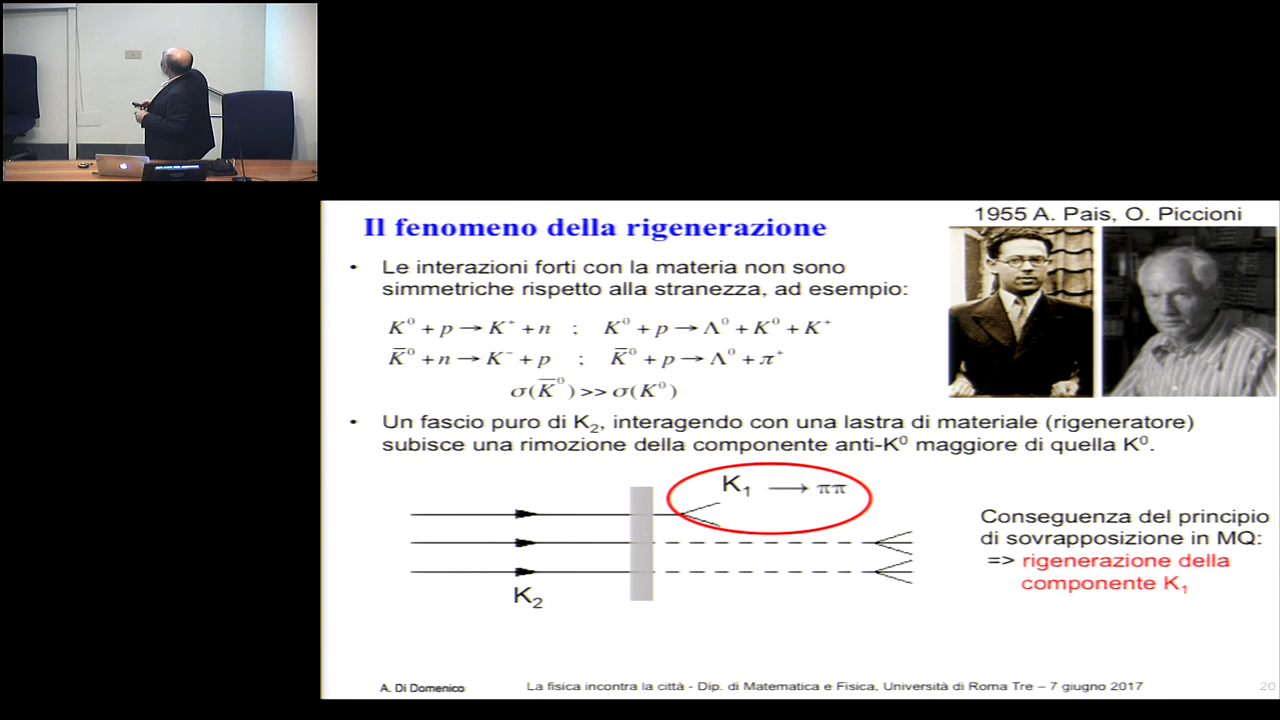 1955 A. Pais, O. Piccioni
Il fenomeno della rigenerazione
• Le interazioni forti con la materia non sono
simmetriche rispetto alla stranezza, ad esempio:
K⁰ + p → K⁺ + n ; K⁰ + p → Λ⁰ + K⁰ + K⁺
K̅⁰ + n → K⁻ + p ; K̅⁰ + p → Λ⁰ + π⁺
σ(K̅⁰) >> σ(K⁰)
• Un fascio puro di K₂, interagendo con una lastra di materiale (rigeneratore)
subisce una rimozione della componente anti-K⁰ maggiore di quella K⁰.
K₁ → ππ
Conseguenza del principio
di sovrapposizione in MQ:
=> rigenerazione della
componente K₁
K₂
A. Di Domenico
La fisica incontra la città - Dip. di Matematica e Fisica, Università di Roma Tre – 7 giugno 2017
20